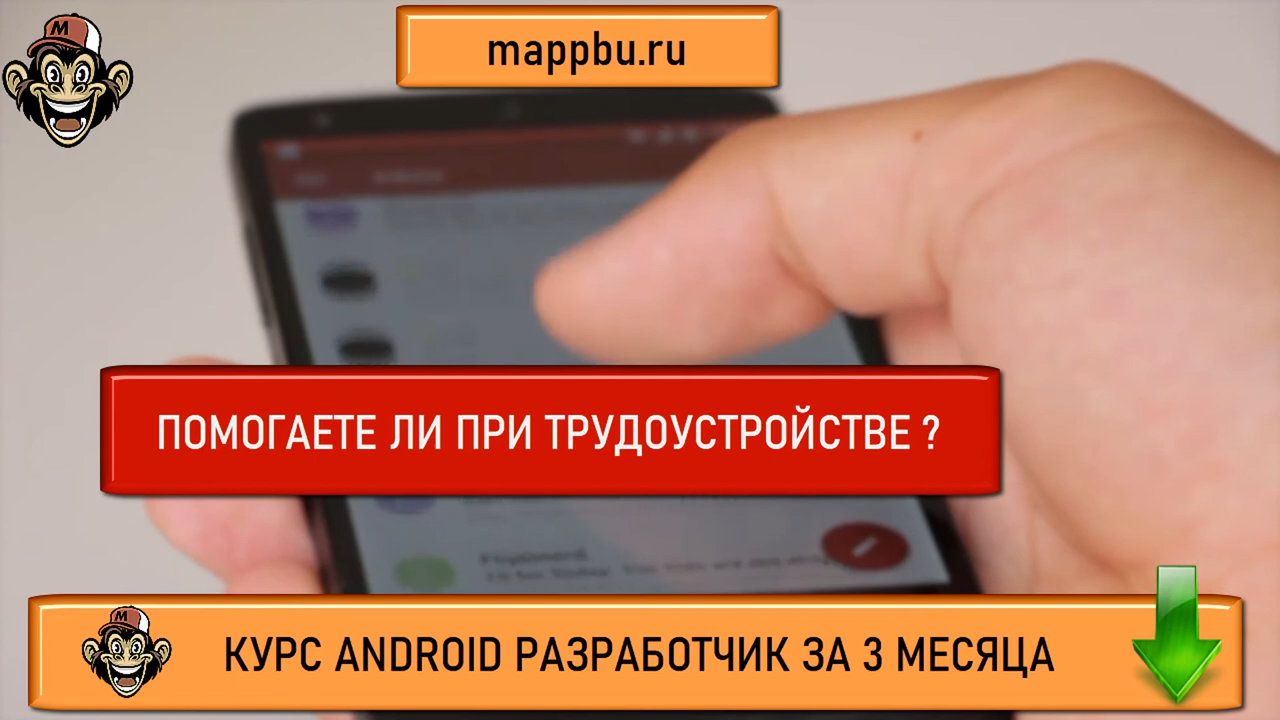 M
mappbu.ru
ПОМОГАЕТЕ ЛИ ПРИ ТРУДОУСТРОЙСТВЕ ?
M
КУРС ANDROID РАЗРАБОТЧИК ЗА 3 МЕСЯЦА